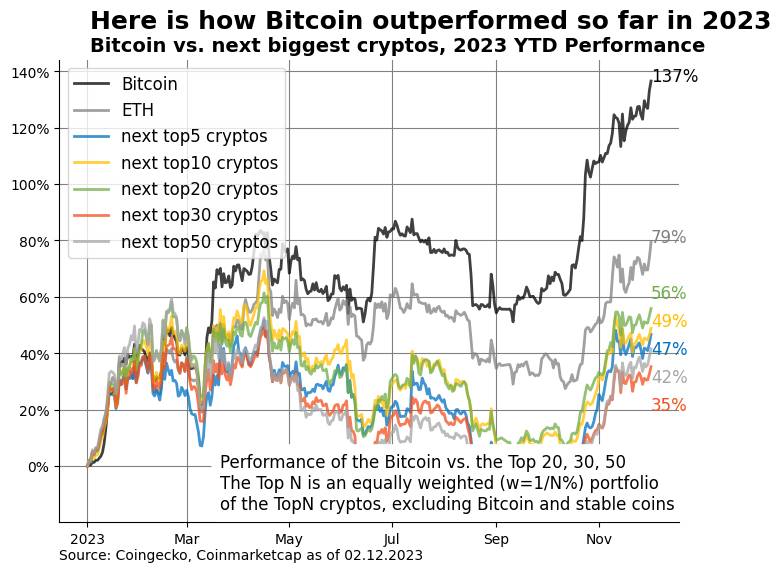 Here is how Bitcoin outperformed so far in 2023
Bitcoin vs. next biggest cryptos, 2023 YTD Performance
140%
120%
100%
80%
60%
40%
20%
0%
Bitcoin
ETH
next top5 cryptos
next top10 cryptos
next top20 cryptos
next top30 cryptos
next top50 cryptos
137%
79%
56%
49%
47%
42%
35%
Performance of the Bitcoin vs. the Top 20, 30, 50
The Top N is an equally weighted (w=1/N%) portfolio
of the TopN cryptos, excluding Bitcoin and stable coins
2023 Mar May Jul Sep Nov
Source: Coingecko, Coinmarketcap as of 02.12.2023